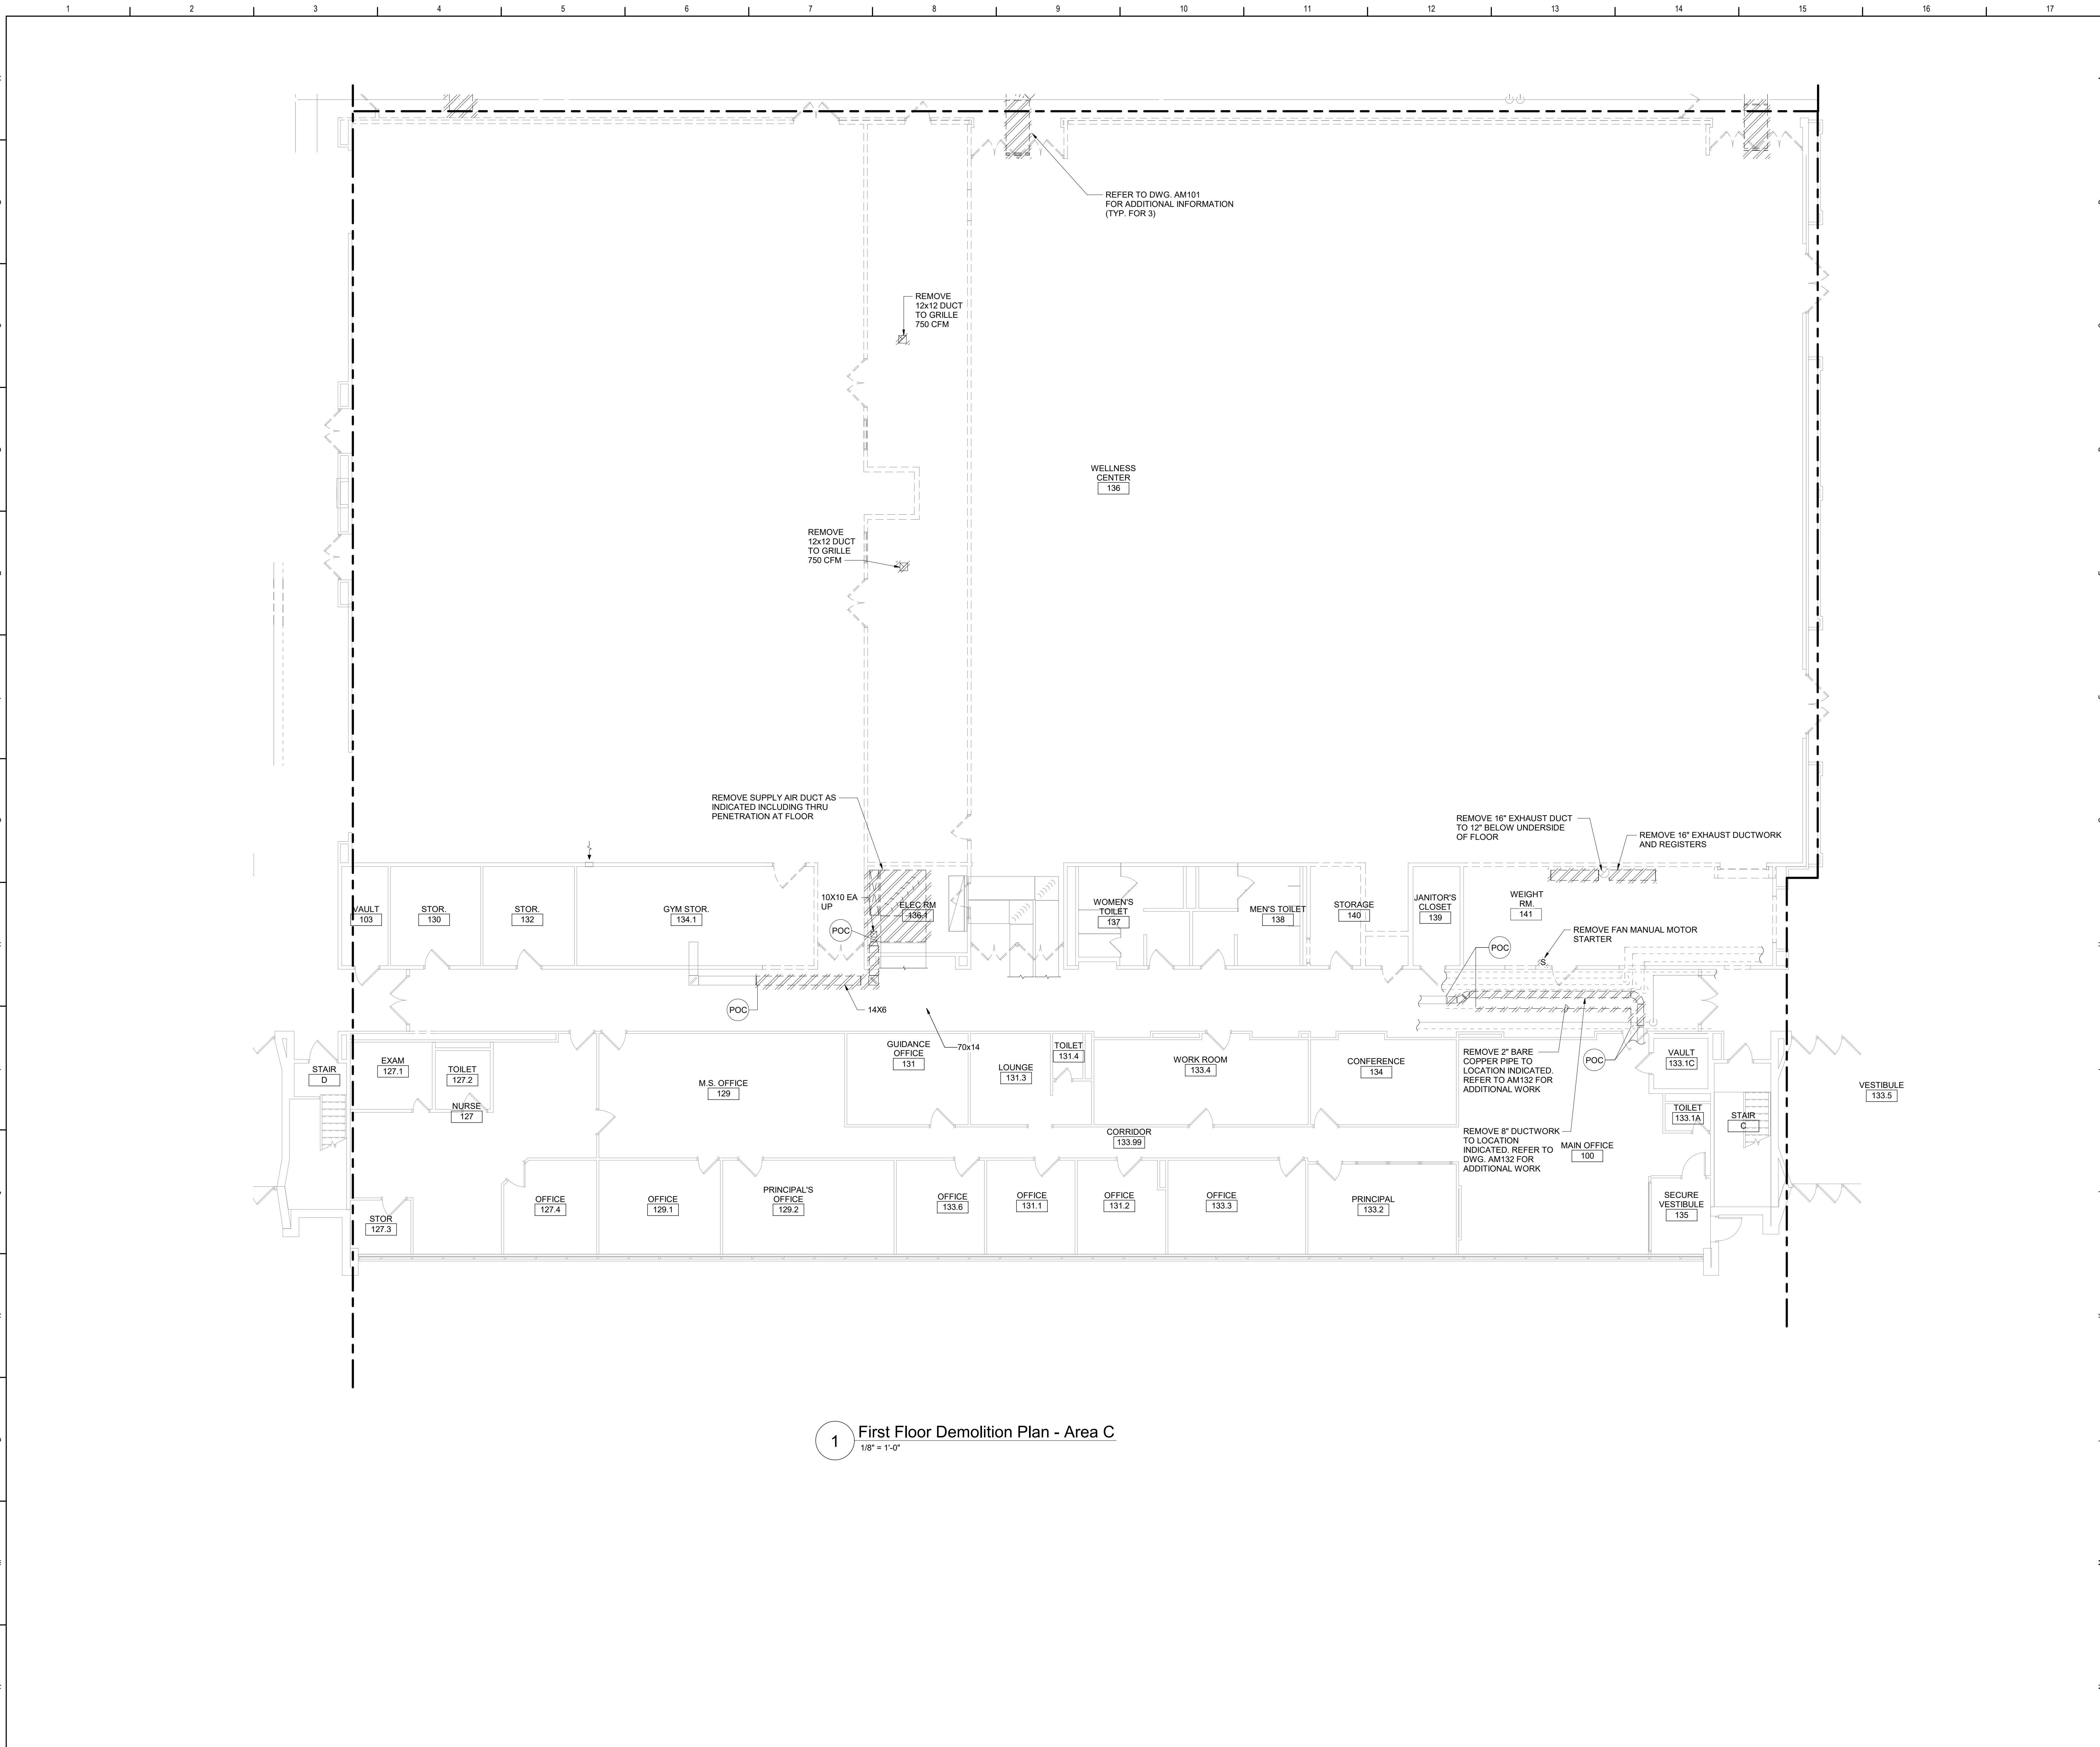 1 2 3 4 5 6 7 8 9 10 11 12 13 14 15 16 17
REFER TO DWG. AM101
FOR ADDITIONAL INFORMATION
(TYP. FOR 3)
REMOVE
12x12 DUCT
TO GRILLE
750 CFM
WELLNESS
CENTER
136
REMOVE
12x12 DUCT
TO GRILLE
750 CFM
REMOVE SUPPLY AIR DUCT AS
INDICATED INCLUDING THRU
PENETRATION AT FLOOR
REMOVE 16" EXHAUST DUCT
TO 12" BELOW UNDERSIDE
OF FLOOR
REMOVE 16" EXHAUST DUCTWORK
AND REGISTERS
VAULT
103
STOR.
130
STOR.
132
GYM STOR.
134.1
10X10 EA
UP
ELEC RM
136.1
POC
WOMEN'S
TOILET
137
MEN'S TOILET
138
STORAGE
140
JANITOR'S
CLOSET
139
WEIGHT
RM.
141
REMOVE FAN MANUAL MOTOR
STARTER
S
POC
POC
14X6
70x14
STAIR
D
EXAM
127.1
TOILET
127.2
NURSE
127
M.S. OFFICE
129
GUIDANCE
OFFICE
131
LOUNGE
131.3
TOILET
131.4
WORK ROOM
133.4
CONFERENCE
134
REMOVE 2" BARE
COPPER PIPE TO
LOCATION INDICATED.
REFER TO AM132 FOR
ADDITIONAL WORK
POC
VAULT
133.1C
TOILET
133.1A
STAIR
C
VESTIBULE
133.5
CORRIDOR
133.99
REMOVE 8" DUCTWORK
TO LOCATION
INDICATED. REFER TO
DWG. AM132 FOR
ADDITIONAL WORK
MAIN OFFICE
100
STOR
127.3
OFFICE
127.4
OFFICE
129.1
PRINCIPAL'S
OFFICE
129.2
OFFICE
133.6
OFFICE
131.1
OFFICE
131.2
OFFICE
133.3
PRINCIPAL
133.2
SECURE
VESTIBULE
135
1
First Floor Demolition Plan - Area C
1/8" = 1'-0"